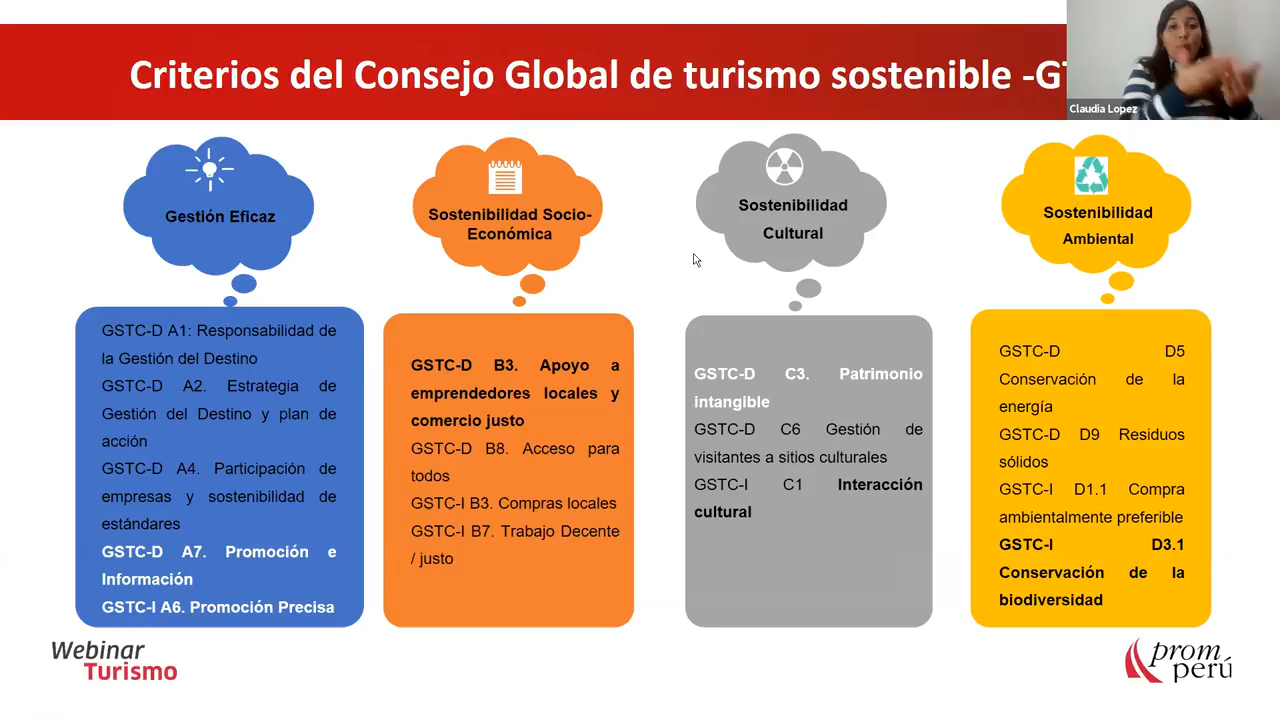 Criterios del Consejo Global de turismo sostenible -G
Claudia Lopez
Gestión Eficaz
GSTC-D A1: Responsabilidad de
la Gestión del Destino
GSTC-D A2. Estrategia de
Gestión del Destino y plan de
acción
GSTC-D A4. Participación de
empresas y sostenibilidad de
estándares
GSTC-D A7. Promoción e
Información
GSTC-I A6. Promoción Precisa
Sostenibilidad Socio-
Económica
GSTC-D B3. Apoyo a
emprendedores locales y
comercio justo
GSTC-D B8. Acceso para
todos
GSTC-I B3. Compras locales
GSTC-I B7. Trabajo Decente
/ justo
Sostenibilidad
Cultural
GSTC-D C3. Patrimonio
intangible
GSTC-D C6 Gestión de
visitantes a sitios culturales
GSTC-I C1 Interacción
cultural
Sostenibilidad
Ambiental
GSTC-D D5
Conservación de la
energía
GSTC-D D9 Residuos
sólidos
GSTC-I D1.1 Compra
ambientalmente preferible
GSTC-I D3.1
Conservación de la
biodiversidad
Webinar
Turismo
prom
perú